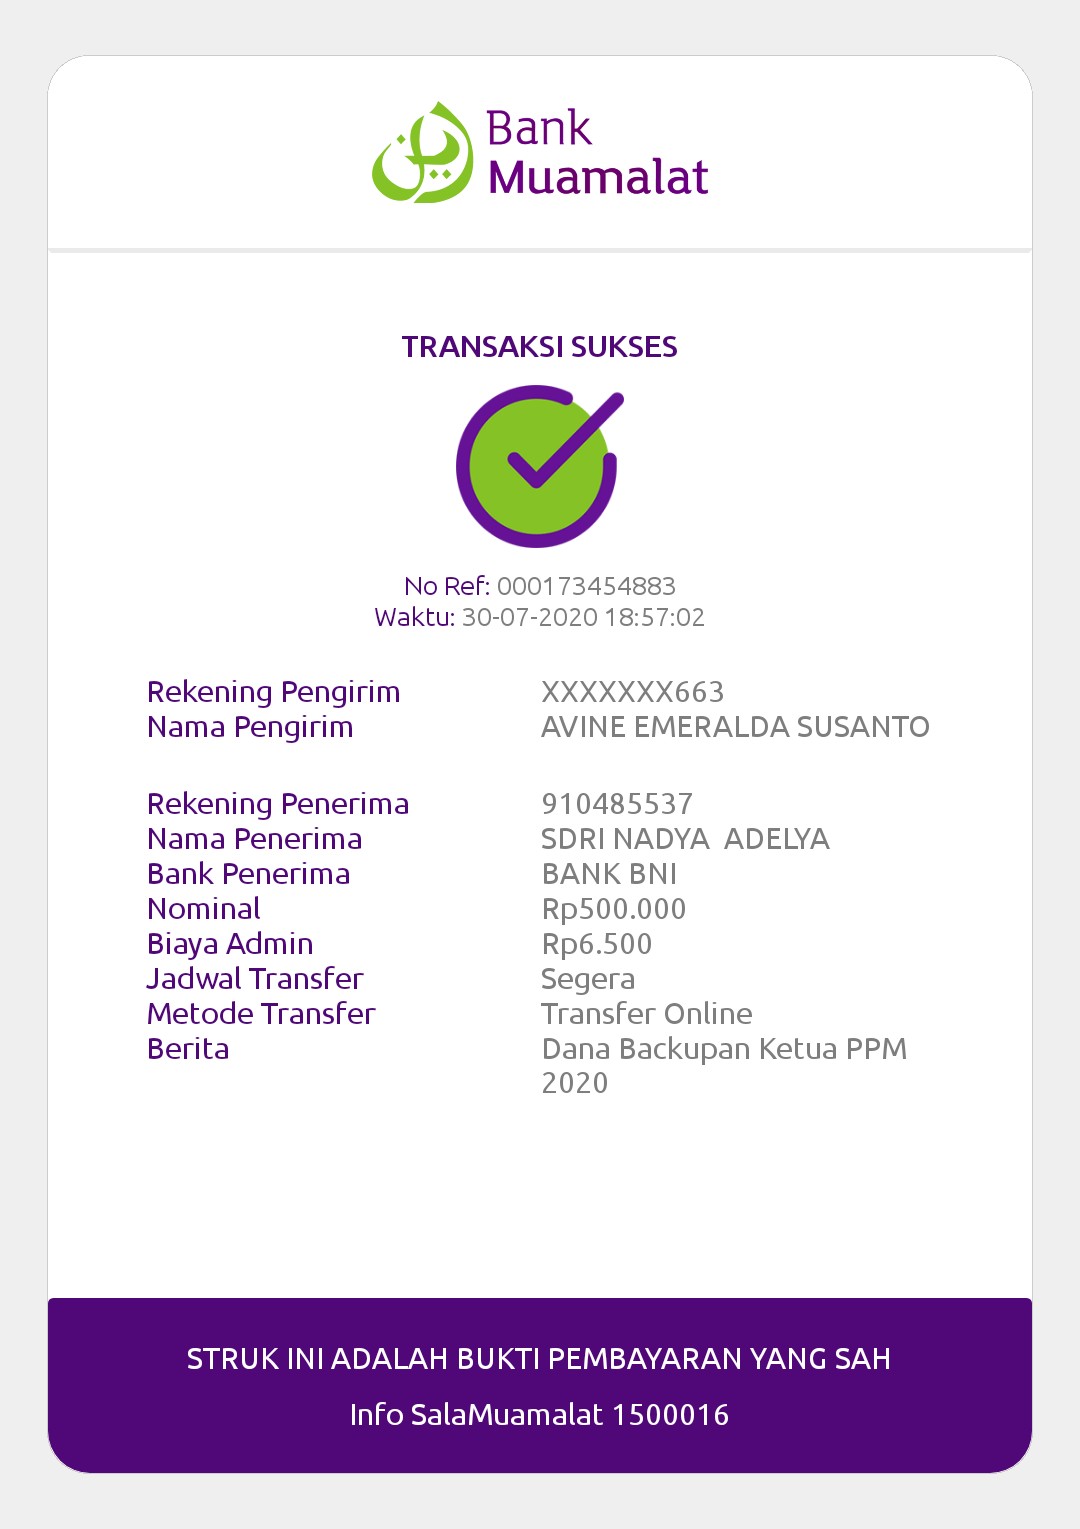 Bank
Muamalat
TRANSAKSI SUKSES
No Ref: 000173454883
Waktu: 30-07-2020 18:57:02
Rekening Pengirim XXXXXXX663
Nama Pengirim AVINE EMERALDA SUSANTO
Rekening Penerima 910485537
Nama Penerima SDRI NADYA  ADELYA
Bank Penerima BANK BNI
Nominal Rp500.000
Biaya Admin Rp6.500
Jadwal Transfer Segera
Metode Transfer Transfer Online
Berita Dana Backupan Ketua PPM
2020
STRUK INI ADALAH BUKTI PEMBAYARAN YANG SAH
Info SalaMuamalat 1500016